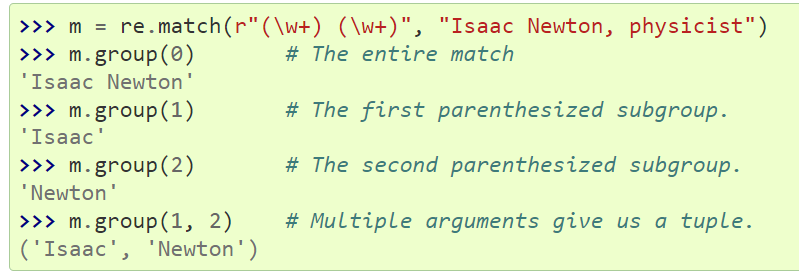 >>> m = re.match(r"(\w+) (\w+)", "Isaac Newton, physicist")
>>> m.group(0)       # The entire match
'Isaac Newton'
>>> m.group(1)       # The first parenthesized subgroup.
'Isaac'
>>> m.group(2)       # The second parenthesized subgroup.
'Newton'
>>> m.group(1, 2)    # Multiple arguments give us a tuple.
('Isaac', 'Newton')